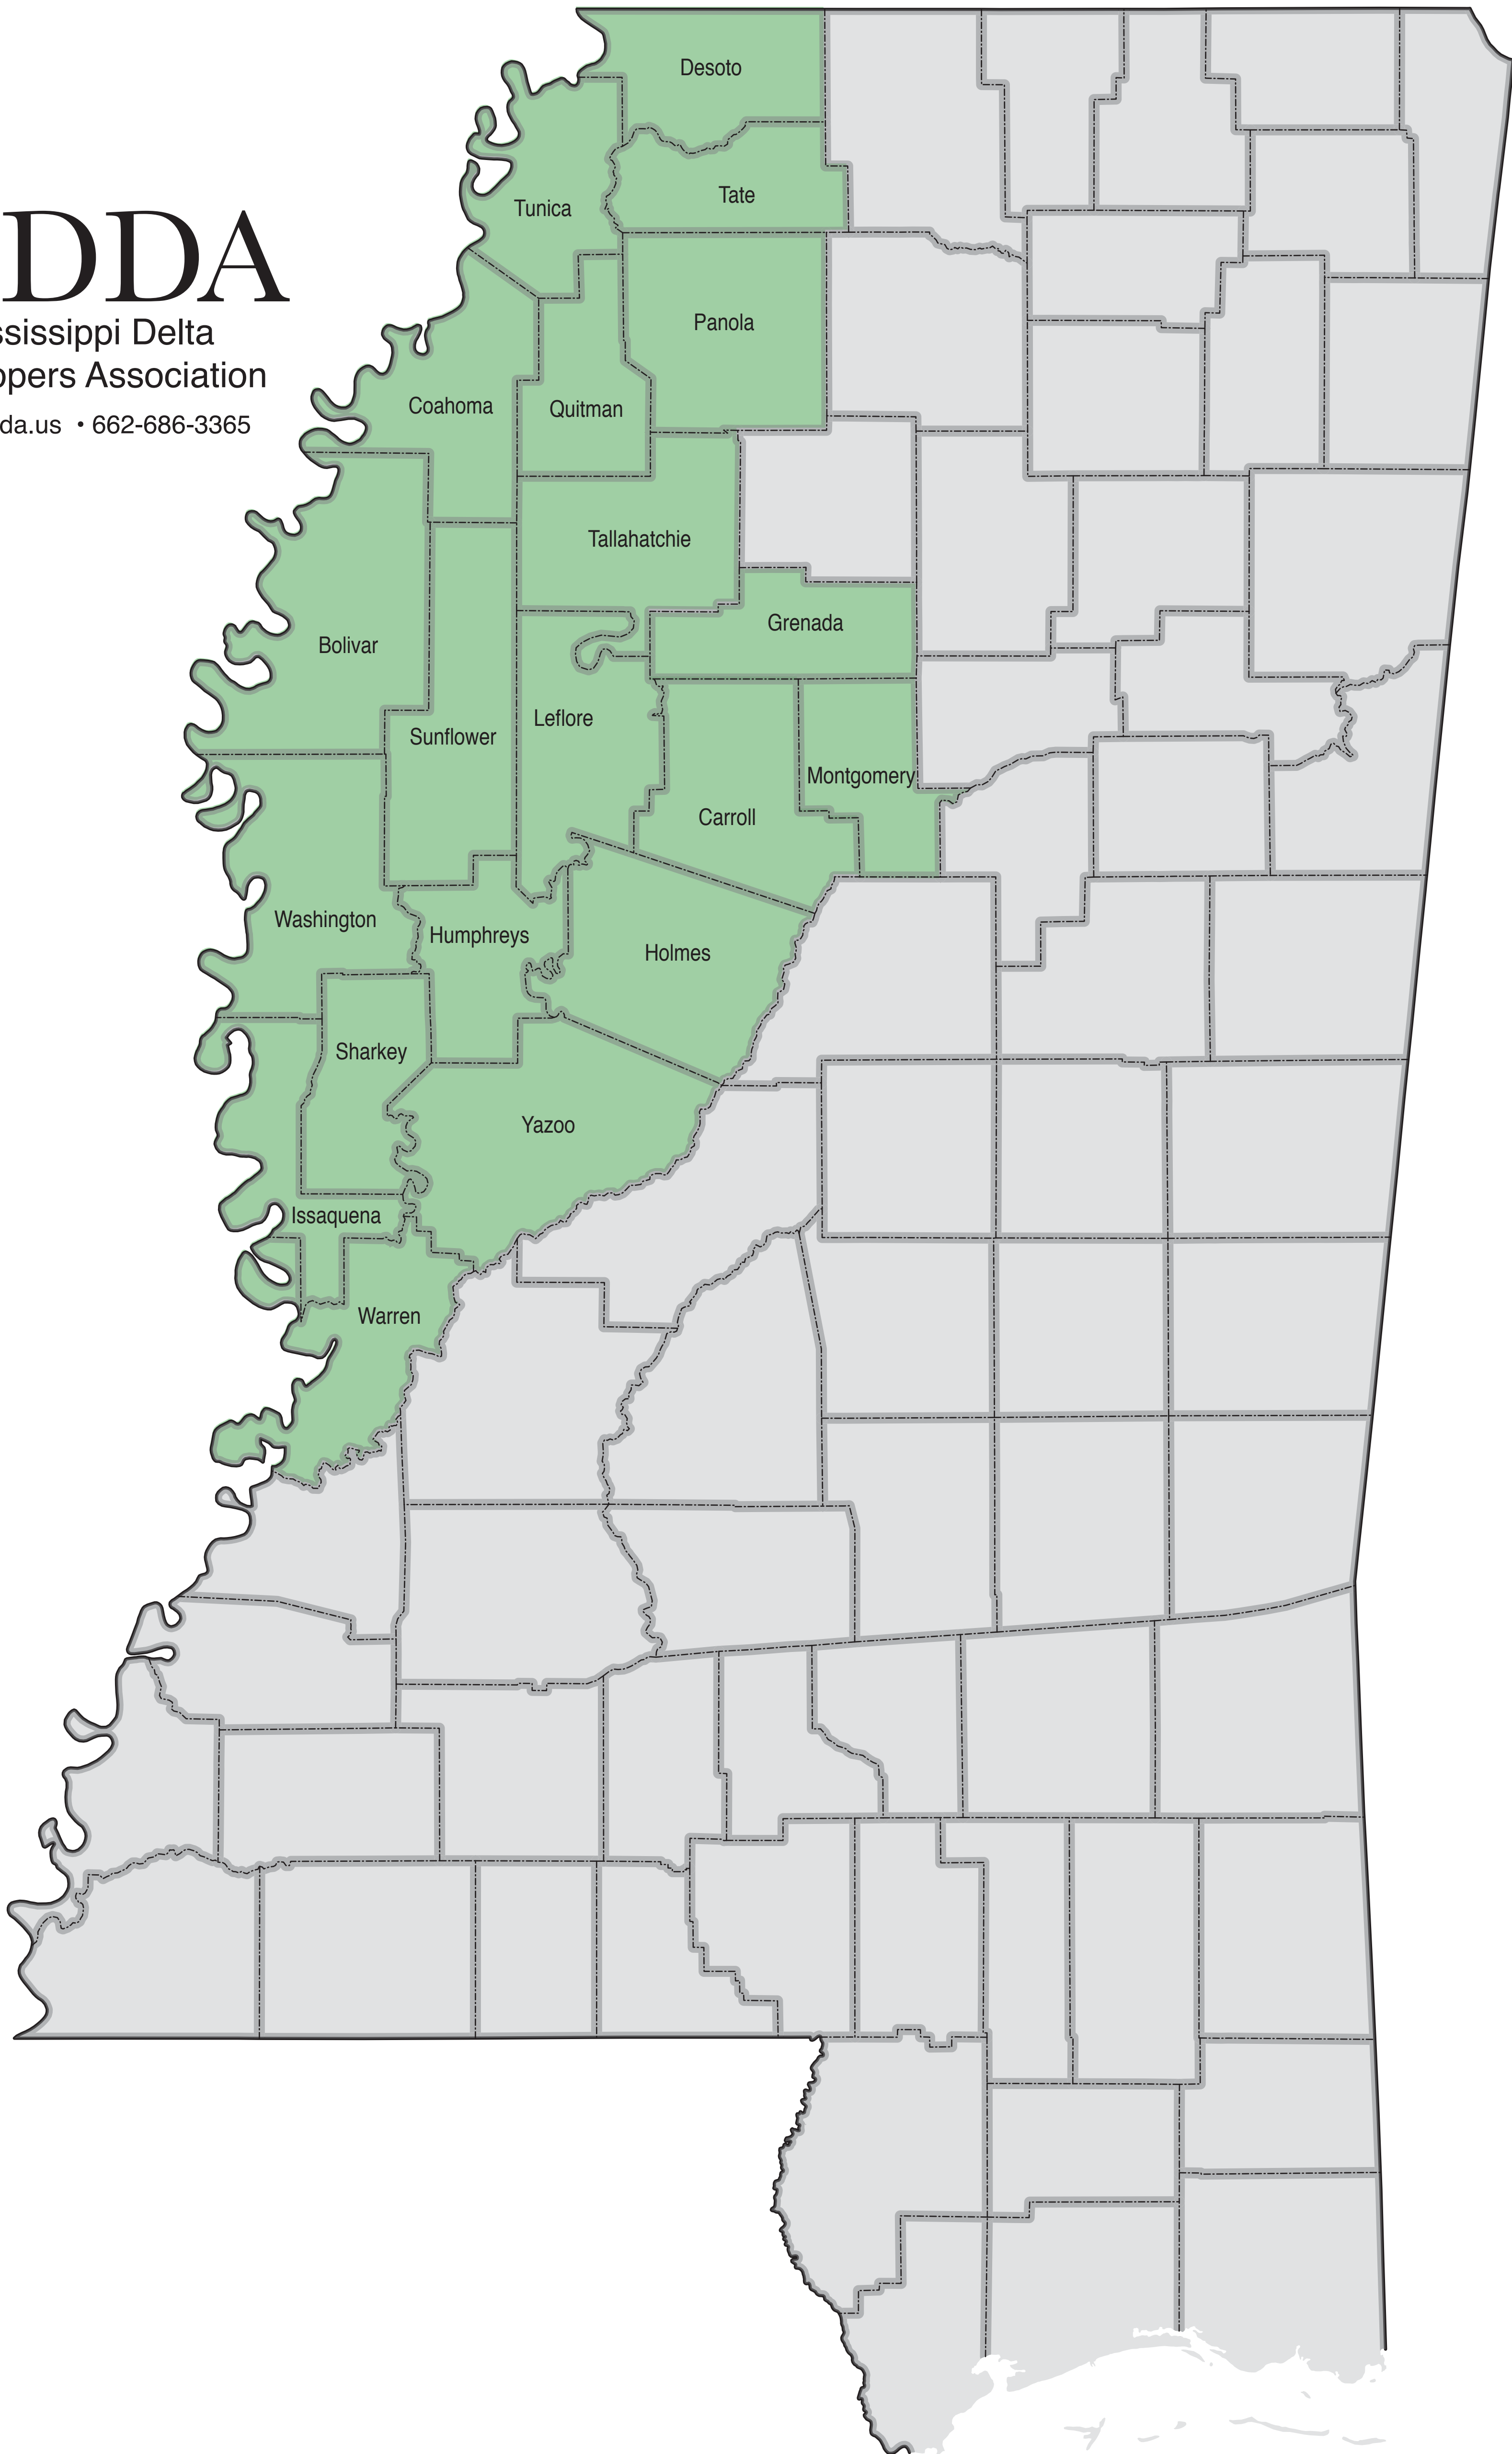 DDA
sissippi Delta
ppers Association
da.us • 662-686-3365
Desoto
Tate
Tunica
Panola
Coahoma
Quitman
Tallahatchie
Grenada
Bolivar
Leflore
Sunflower
Montgomery
Carroll
Washington
Humphreys
Holmes
Sharkey
Yazoo
Issaquena
Warren